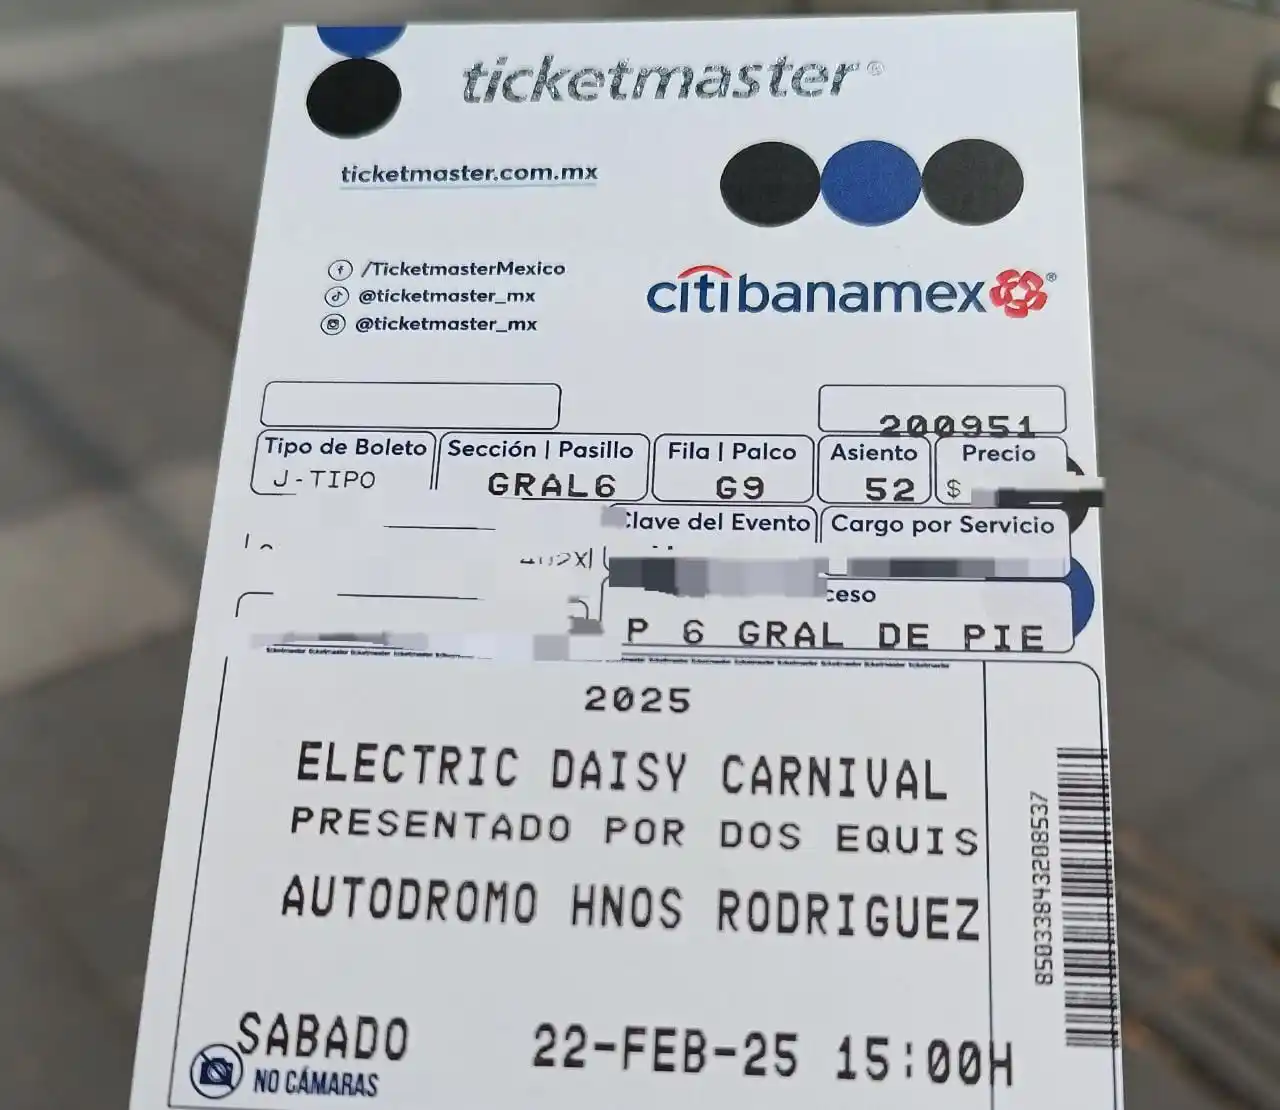 ticketmaster®
ticketmaster.com.mx
/TicketmasterMexico
@ticketmaster_mx
@ticketmaster_mx
citibanamex®
200951
Tipo de Boleto Sección | Pasillo Fila | Palco Asiento Precio
J-TIPO GRAL6 G9 52 $
Clave del Evento Cargo por Servicio
ceso
P 6 GRAL DE PIE
2025
ELECTRIC DAISY CARNIVAL
PRESENTADO POR DOS EQUIS
AUTODROMO HNOS RODRIGUEZ
SABADO 22-FEB-25 15:00H
NO CÁMARAS
85033843208537